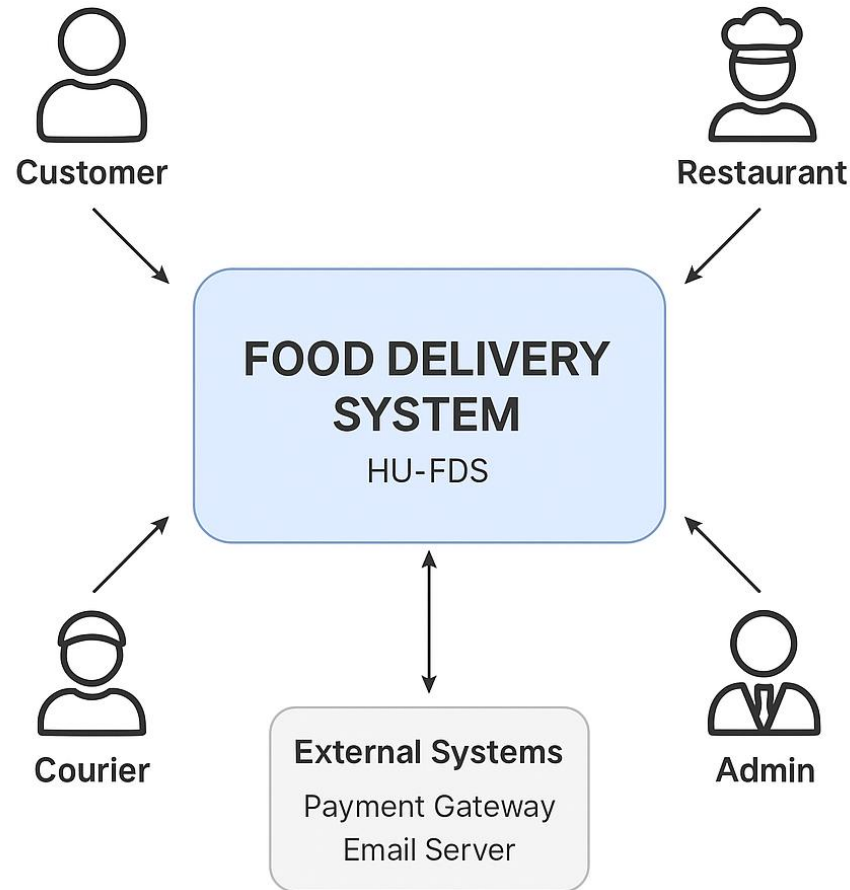 Customer
Restaurant
FOOD DELIVERY
SYSTEM
HU-FDS
Courier
Admin
External Systems
Payment Gateway
Email Server